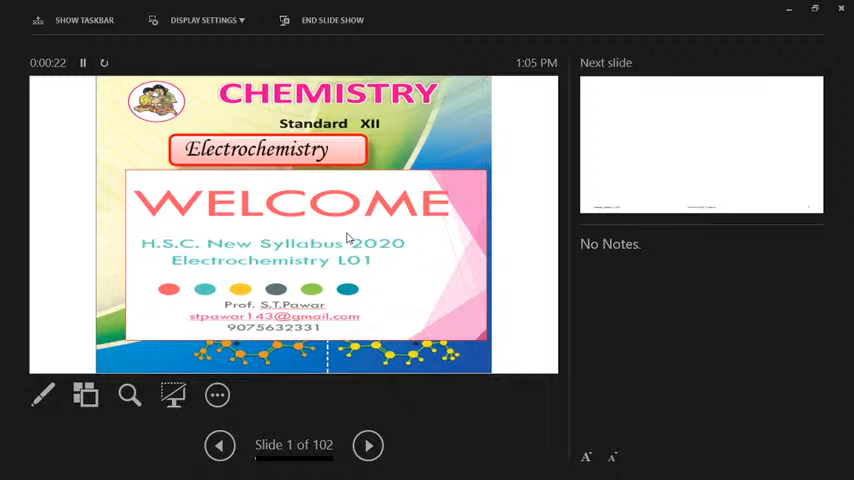 SHOW TASKBAR
DISPLAY SETTINGS ▼
END SLIDE SHOW
0:00:22
1:05 PM
Next slide
CHEMISTRY
Standard XII
Electrochemistry
WELCOME
H.S.C. New Syllabus 2020
Electrochemistry L01
Prof. S.T.Pawar
stpawar143@gmail.com
9075632331
No Notes.
Slide 1 of 102
A A